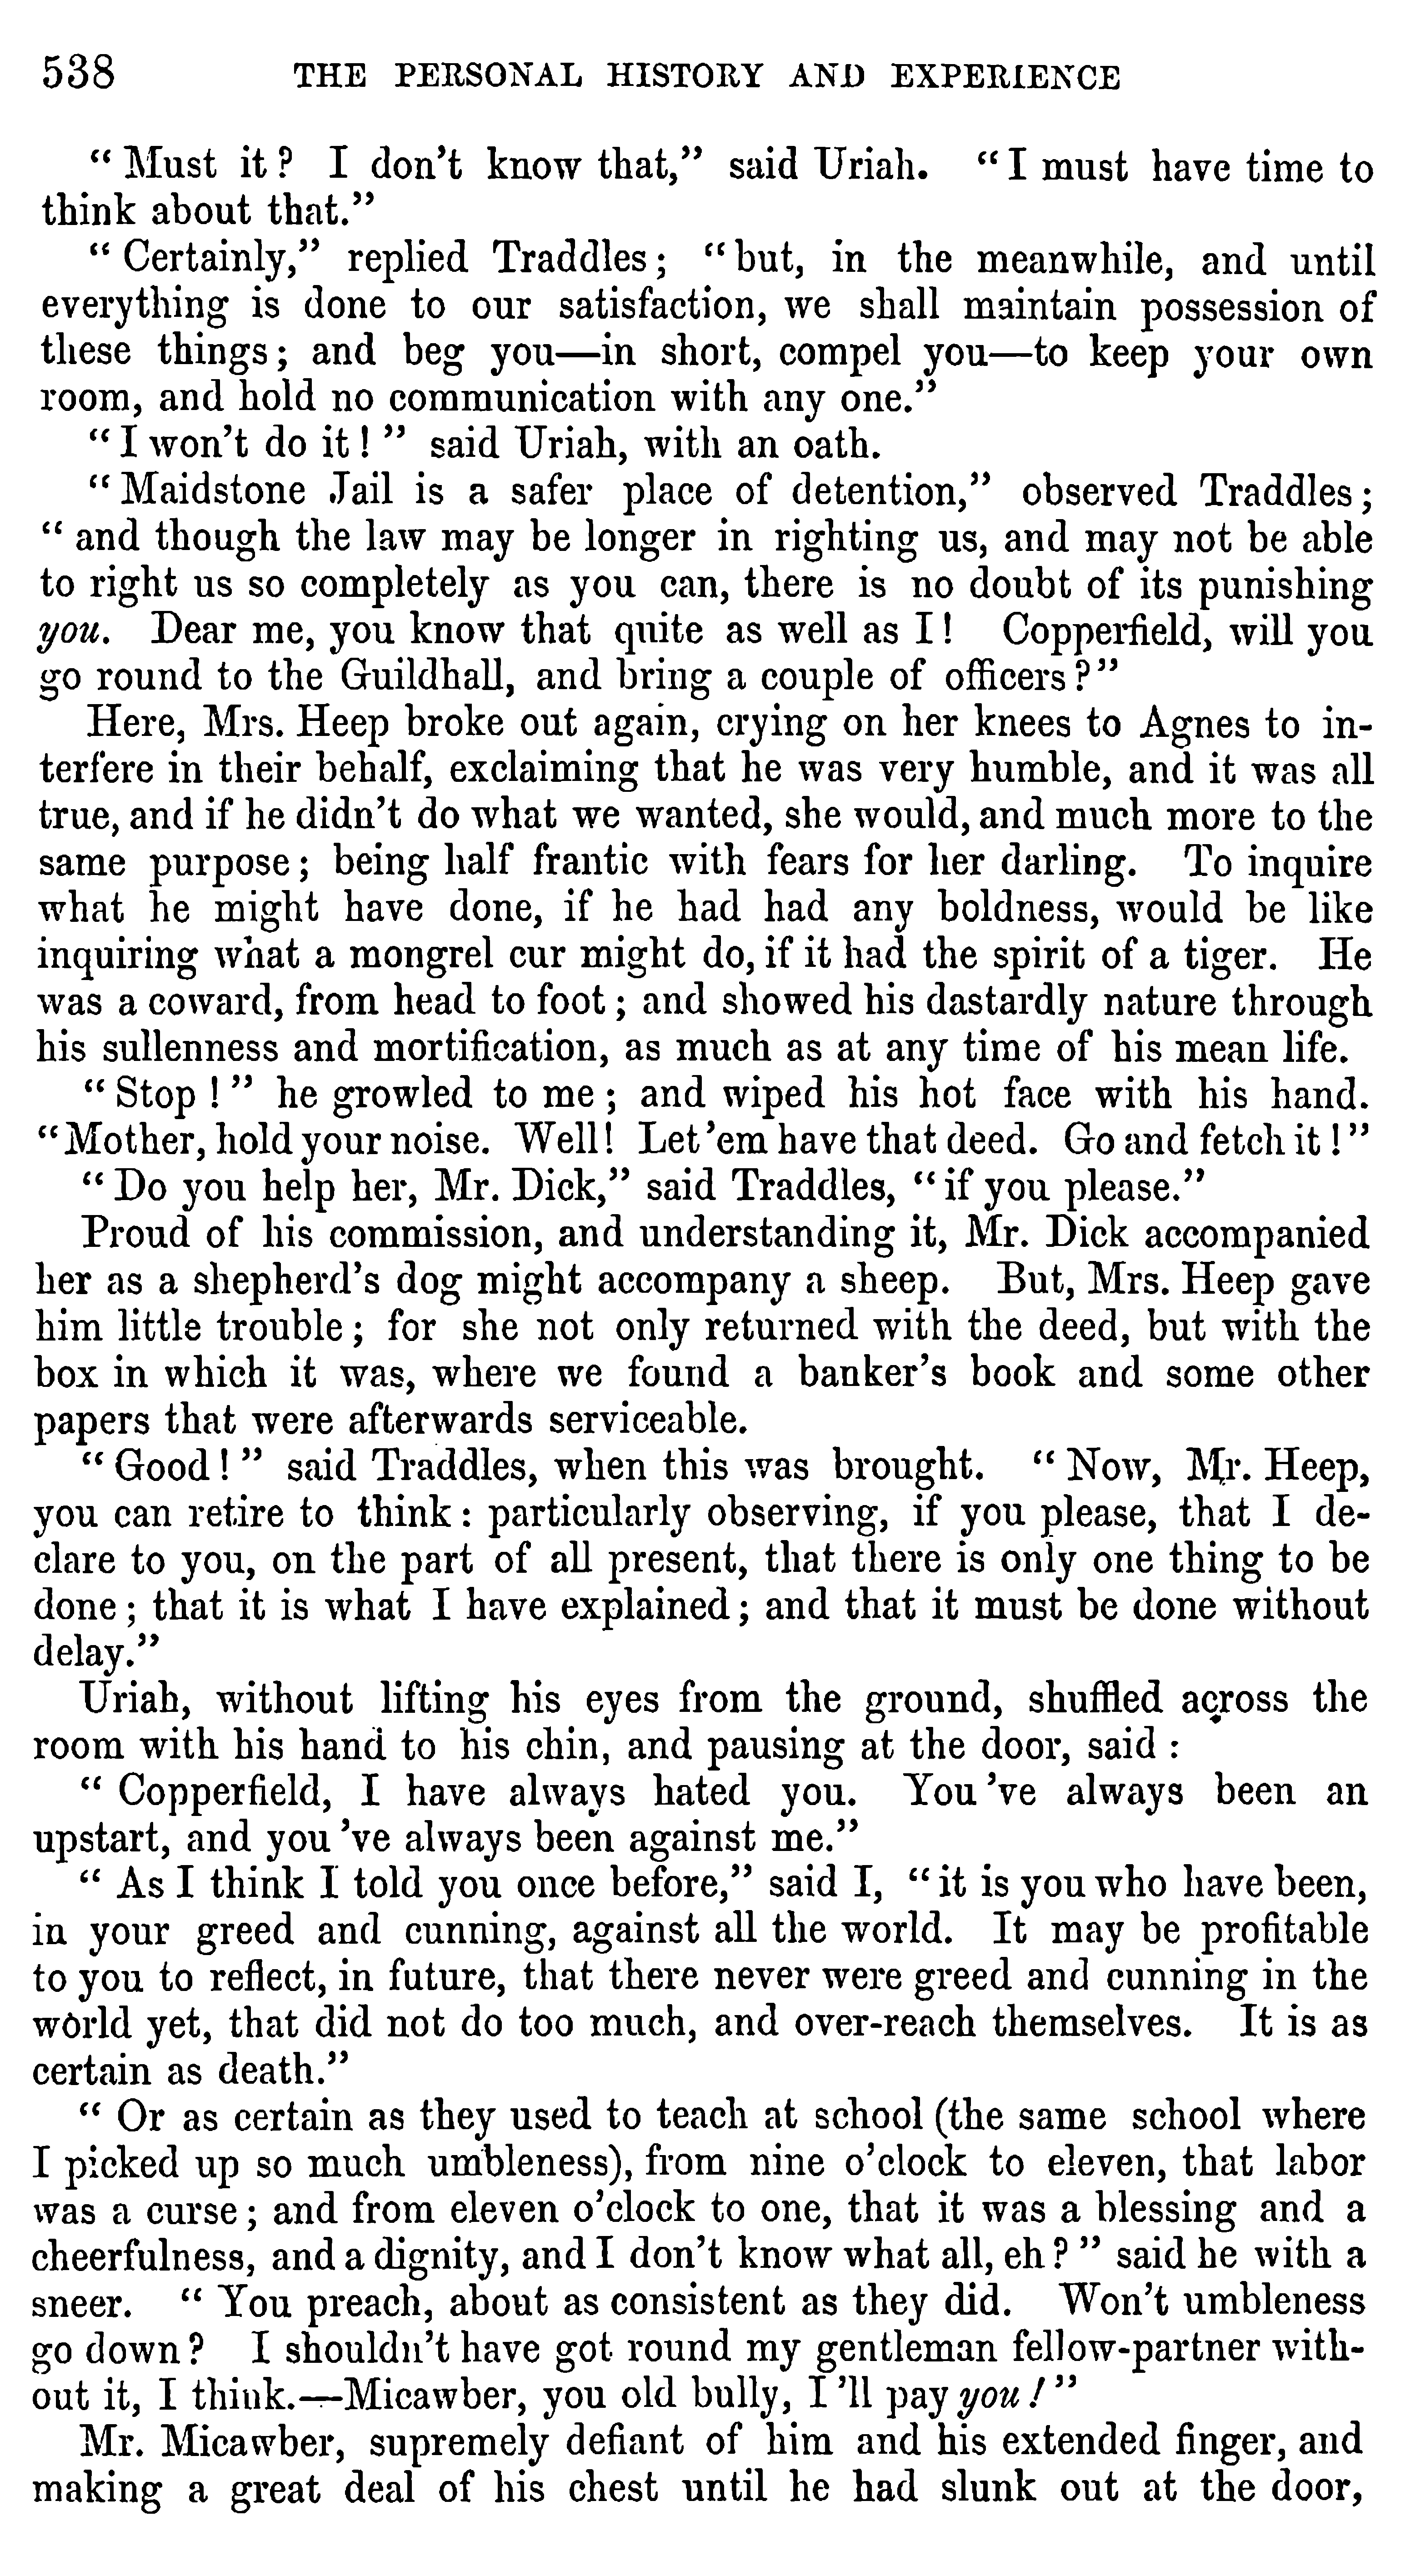 538 THE PERSONAL HISTORY AND EXPERIENCE
"Must it? I don't know that," said Uriah. "I must have time to
think about that."
"Certainly," replied Traddles; "but, in the meanwhile, and until
everything is done to our satisfaction, we shall maintain possession of
these things; and beg you—in short, compel you—to keep your own
room, and hold no communication with any one."
"I won't do it!" said Uriah, with an oath.
"Maidstone Jail is a safer place of detention," observed Traddles;
"and though the law may be longer in righting us, and may not be able
to right us so completely as you can, there is no doubt of its punishing
you. Dear me, you know that quite as well as I! Copperfield, will you
go round to the Guildhall, and bring a couple of officers?"
Here, Mrs. Heep broke out again, crying on her knees to Agnes to in-
terfere in their behalf, exclaiming that he was very humble, and it was all
true, and if he didn't do what we wanted, she would, and much more to the
same purpose; being half frantic with fears for her darling. To inquire
what he might have done, if he had had any boldness, would be like
inquiring what a mongrel cur might do, if it had the spirit of a tiger. He
was a coward, from head to foot; and showed his dastardly nature through
his sullenness and mortification, as much as at any time of his mean life.
"Stop!" he growled to me; and wiped his hot face with his hand.
"Mother, hold your noise. Well! Let 'em have that deed. Go and fetch it!"
"Do you help her, Mr. Dick," said Traddles, "if you please."
Proud of his commission, and understanding it, Mr. Dick accompanied
her as a shepherd's dog might accompany a sheep. But, Mrs. Heep gave
him little trouble; for she not only returned with the deed, but with the
box in which it was, where we found a banker's book and some other
papers that were afterwards serviceable.
"Good!" said Traddles, when this was brought. "Now, Mr. Heep,
you can retire to think: particularly observing, if you please, that I de-
clare to you, on the part of all present, that there is only one thing to be
done; that it is what I have explained; and that it must be done without
delay."
Uriah, without lifting his eyes from the ground, shuffled across the
room with his hand to his chin, and pausing at the door, said:
"Copperfield, I have always hated you. You 've always been an
upstart, and you 've always been against me."
"As I think I told you once before," said I, "it is you who have been,
in your greed and cunning, against all the world. It may be profitable
to you to reflect, in future, that there never were greed and cunning in the
world yet, that did not do too much, and over-reach themselves. It is as
certain as death."
"Or as certain as they used to teach at school (the same school where
I picked up so much umbleness), from nine o'clock to eleven, that labor
was a curse; and from eleven o'clock to one, that it was a blessing and a
cheerfulness, and a dignity, and I don't know what all, eh?" said he with a
sneer. "You preach, about as consistent as they did. Won't umbleness
go down? I shouldn't have got round my gentleman fellow-partner with-
out it, I think.—Micawber, you old bully, I 'll pay you!"
Mr. Micawber, supremely defiant of him and his extended finger, and
making a great deal of his chest until he had slunk out at the door,